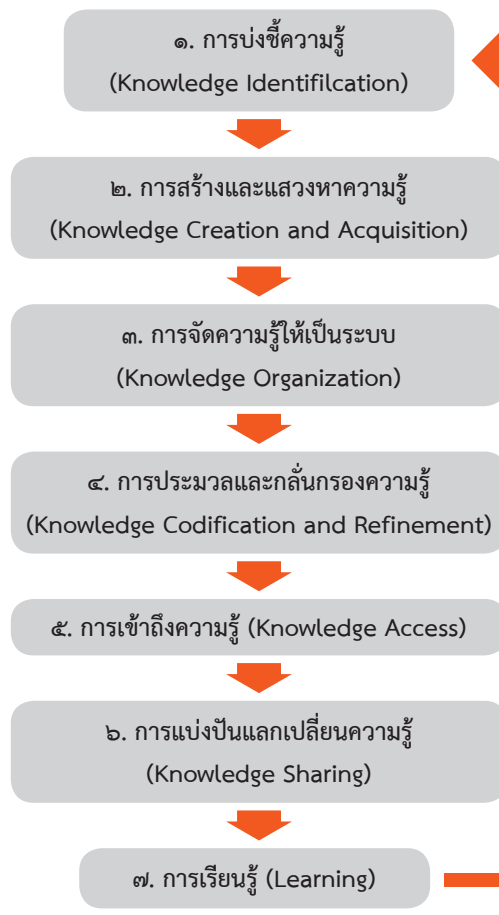 ๑. การบ่งชี้ความรู้
(Knowledge Identifilcation)
๒. การสร้างและแสวงหาความรู้
(Knowledge Creation and Acquisition)
๓. การจัดความรู้ให้เป็นระบบ
(Knowledge Organization)
๔. การประมวลและกลั่นกรองความรู้
(Knowledge Codification and Refinement)
๕. การเข้าถึงความรู้ (Knowledge Access)
๖. การแบ่งปันแลกเปลี่ยนความรู้
(Knowledge Sharing)
๗. การเรียนรู้ (Learning)